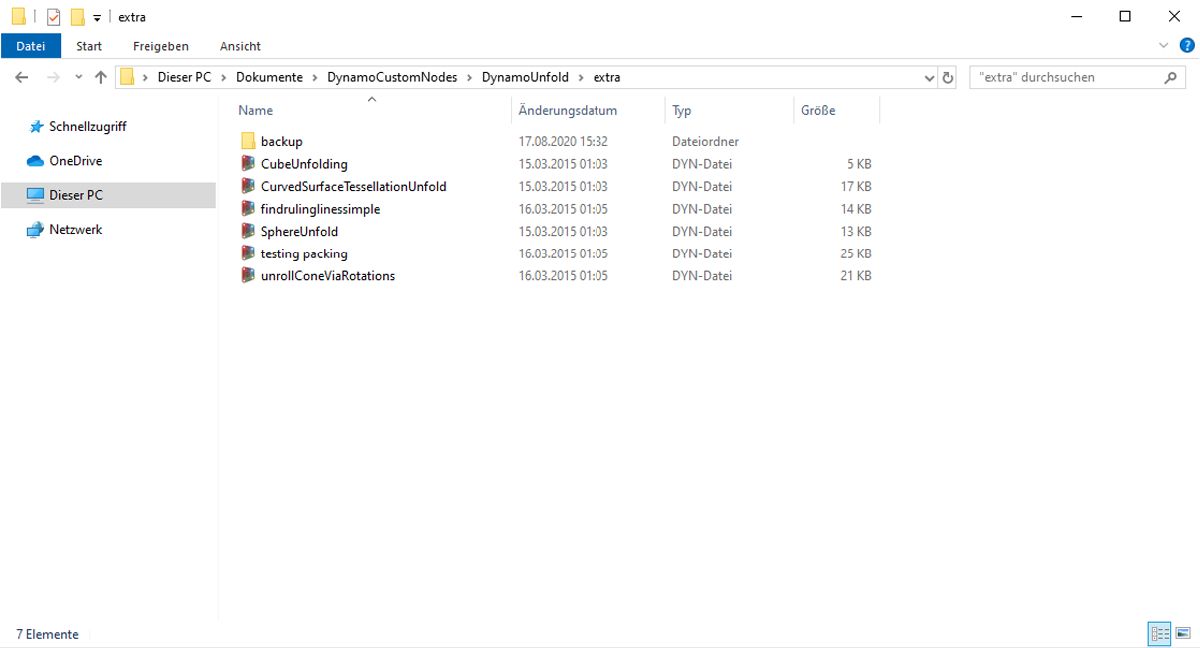 extra
Datei Start Freigeben Ansicht
Dieser PC Dokumente DynamoCustomNodes DynamoUnfold extra "extra" durchsuchen
Name Änderungsdatum Typ Größe
Schnellzugriff
OneDrive
Dieser PC
Netzwerk
backup 17.08.2020 15:32 Dateiordner
CubeUnfolding 15.03.2015 01:03 DYN-Datei 5 KB
CurvedSurfaceTessellationUnfold 15.03.2015 01:03 DYN-Datei 17 KB
findrulinglinessimple 16.03.2015 01:05 DYN-Datei 14 KB
SphereUnfold 15.03.2015 01:03 DYN-Datei 13 KB
testing packing 16.03.2015 01:05 DYN-Datei 25 KB
unrollConeViaRotations 16.03.2015 01:05 DYN-Datei 21 KB
7 Elemente